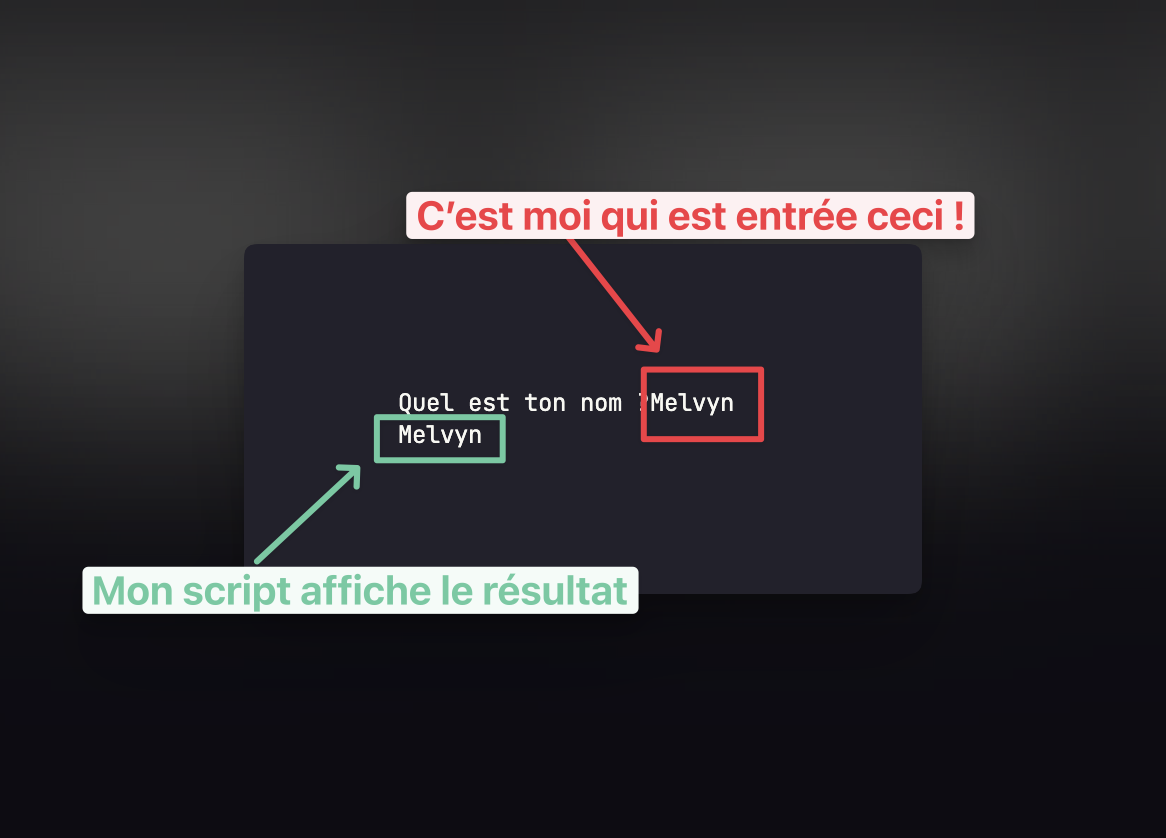 C'est moi qui est entrée ceci !
Quel est ton nom ?Melvyn
Melvyn
Mon script affiche le résultat